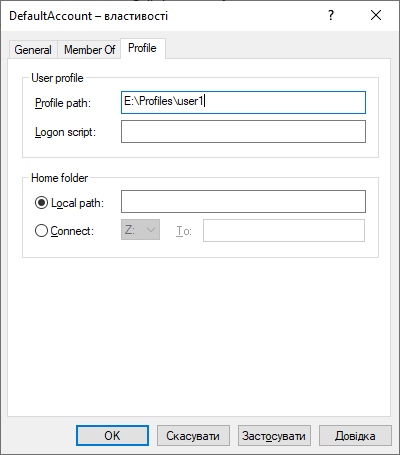 DefaultAccount – властивості
General Member Of Profile
User profile
Profile path: E:\Profiles\user1
Logon script:
Home folder
Local path:
Connect: Z: To:
OK Скасувати Застосувати Довідка